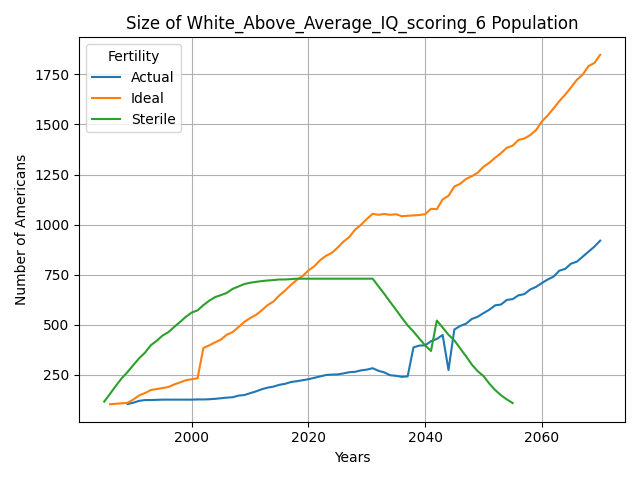 Size of White_Above_Average_IQ_scoring_6 Population
Fertility
Actual
Ideal
Sterile
1750
1500
1250
1000
750
500
250
Number of Americans
2000
2020
2040
2060
Years